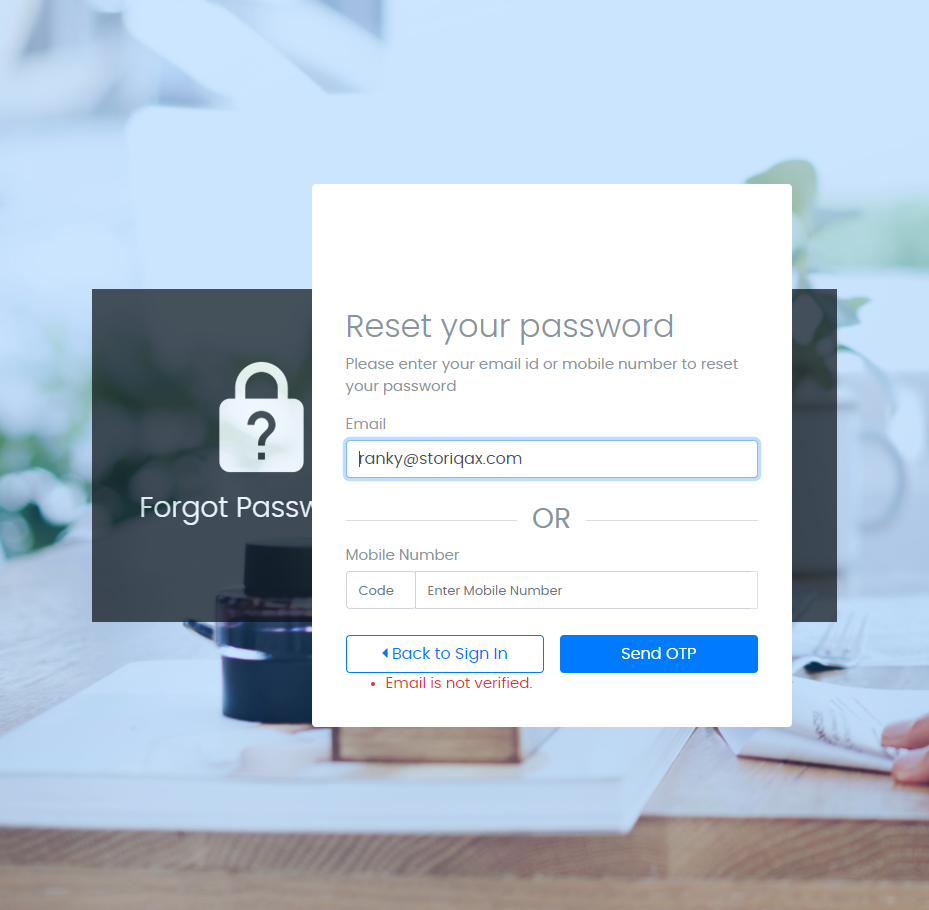 Reset your password
Please enter your email id or mobile number to reset
your password
Email
ranky@storiqax.com
OR
Mobile Number
Code
Enter Mobile Number
Back to Sign In
Send OTP
Email is not verified.
?
Forgot